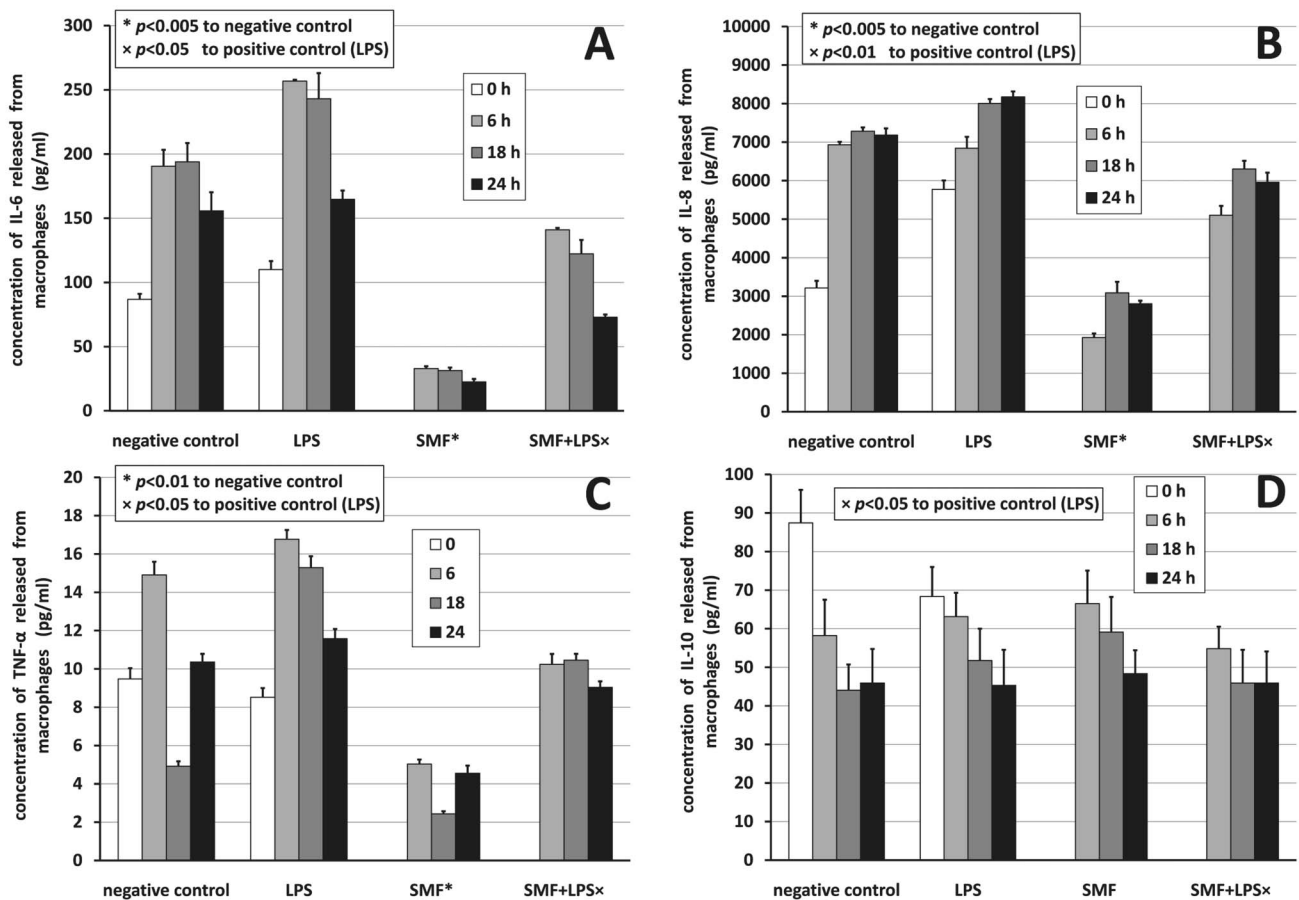 * p<0.005 to negative control
× p<0.05 to positive control (LPS)
A
0 h
6 h
18 h
24 h
concentration of IL-6 released from
macrophages (pg/ml)
300
250
200
150
100
50
0
negative control
LPS
SMF*
SMF+LPS×
* p<0.005 to negative control
× p<0.01 to positive control (LPS)
B
0 h
6 h
18 h
24 h
concentration of IL-8 released from
macrophages (pg/ml)
10000
9000
8000
7000
6000
5000
4000
3000
2000
1000
0
negative control
LPS
SMF*
SMF+LPS×
* p<0.01 to negative control
× p<0.05 to positive control (LPS)
C
0
6
18
24
concentration of TNF-α released from
macrophages (pg/ml)
20
18
16
14
12
10
8
6
4
2
0
negative control
LPS
SMF*
SMF+LPS×
× p<0.05 to positive control (LPS)
D
0 h
6 h
18 h
24 h
concentration of IL-10 released from
macrophages (pg/ml)
100
90
80
70
60
50
40
30
20
10
0
negative control
LPS
SMF
SMF+LPS×